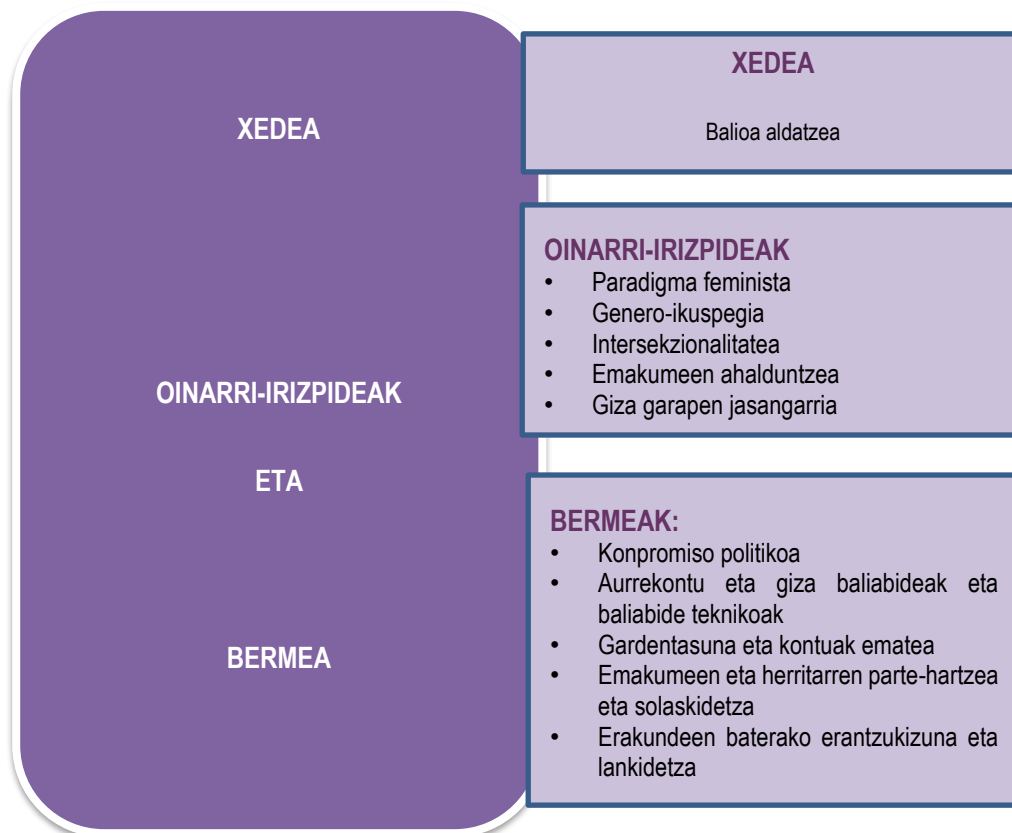 XEDEA
OINARRI-IRIZPIDEAK
ETA
BERMEA
XEDEA
Balioa aldatzea
OINARRI-IRIZPIDEAK
• Paradigma feminista
• Genero-ikuspegia
• Intersekzionalitatea
• Emakumeen ahalduntzea
• Giza garapen jasangarria
BERMEAK:
• Konpromiso politikoa
• Aurrekontu eta giza baliabideak eta
baliabide teknikoak
• Gardentasuna eta kontuak ematea
• Emakumeen eta herritarren parte-hartzea
eta solaskidetza
• Erakundeen baterako erantzukizuna eta
lankidetza